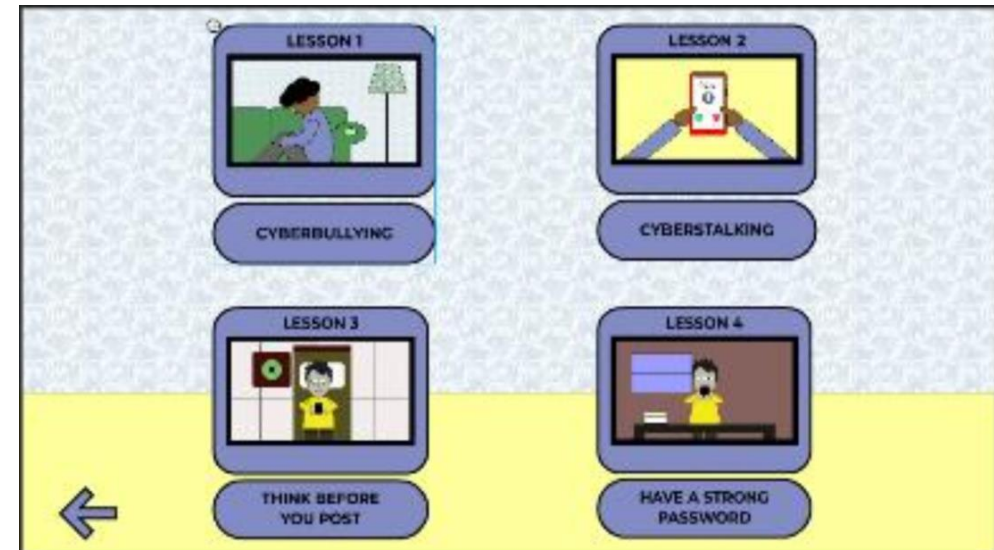 LESSON 1
CYBERBULLYING
LESSON 2
CYBERSTALKING
LESSON 3
THINK BEFORE
YOU POST
LESSON 4
HAVE A STRONG
PASSWORD